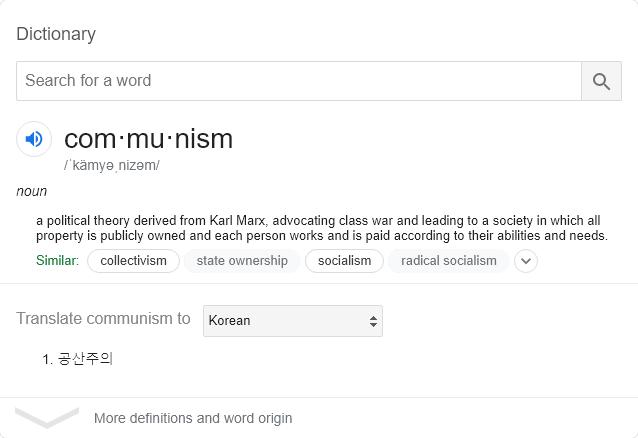 Dictionary
Search for a word
com·mu·nism
/ˈkämyəˌnizəm/
noun
a political theory derived from Karl Marx, advocating class war and leading to a society in which all
property is publicly owned and each person works and is paid according to their abilities and needs.
Similar: collectivism state ownership socialism radical socialism
Translate communism to Korean
1. 공산주의
More definitions and word origin